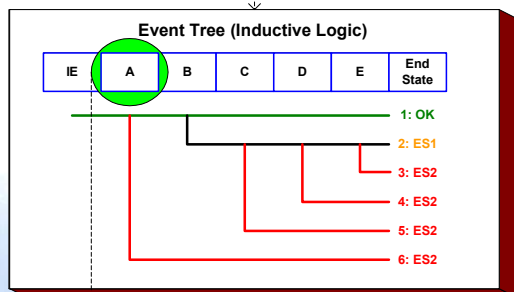 Event Tree (Inductive Logic)
IE A B C D E End
State
1: OK
2: ES1
3: ES2
4: ES2
5: ES2
6: ES2